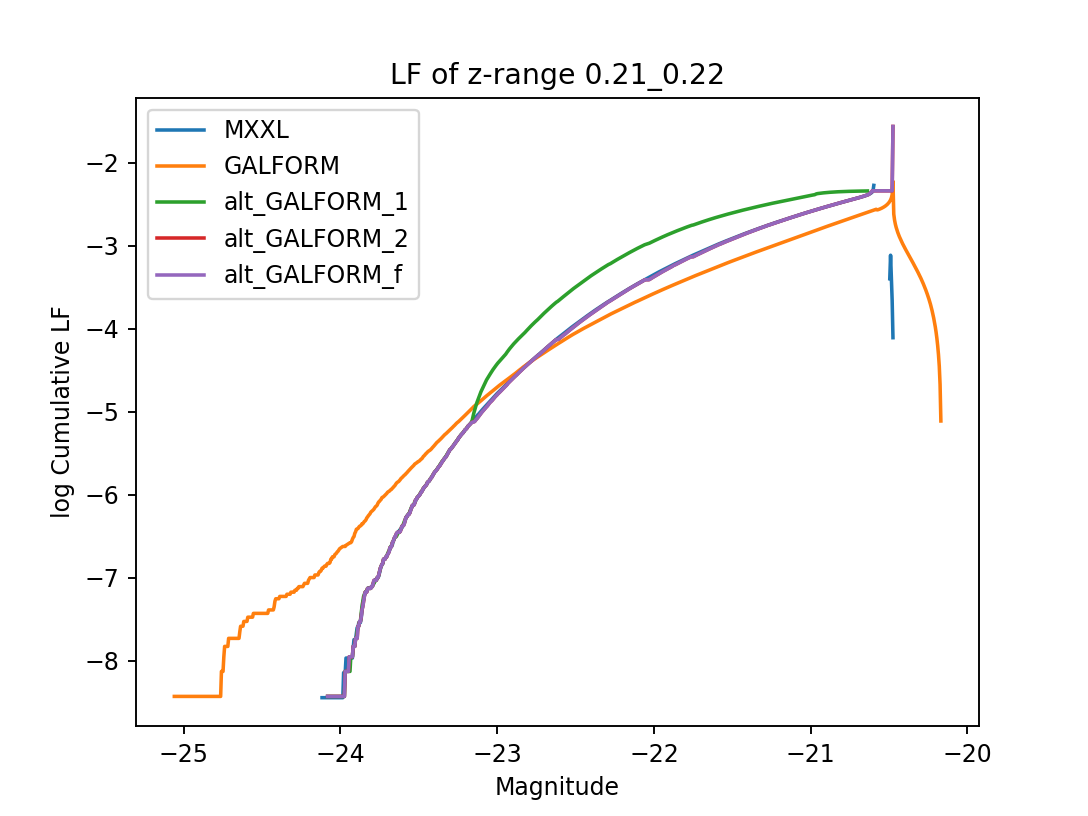 LF of z-range 0.21_0.22
MXXL
GALFORM
alt_GALFORM_1
alt_GALFORM_2
alt_GALFORM_f
log Cumulative LF
−2
−3
−4
−5
−6
−7
−8
−25
−24
−23
−22
−21
−20
Magnitude